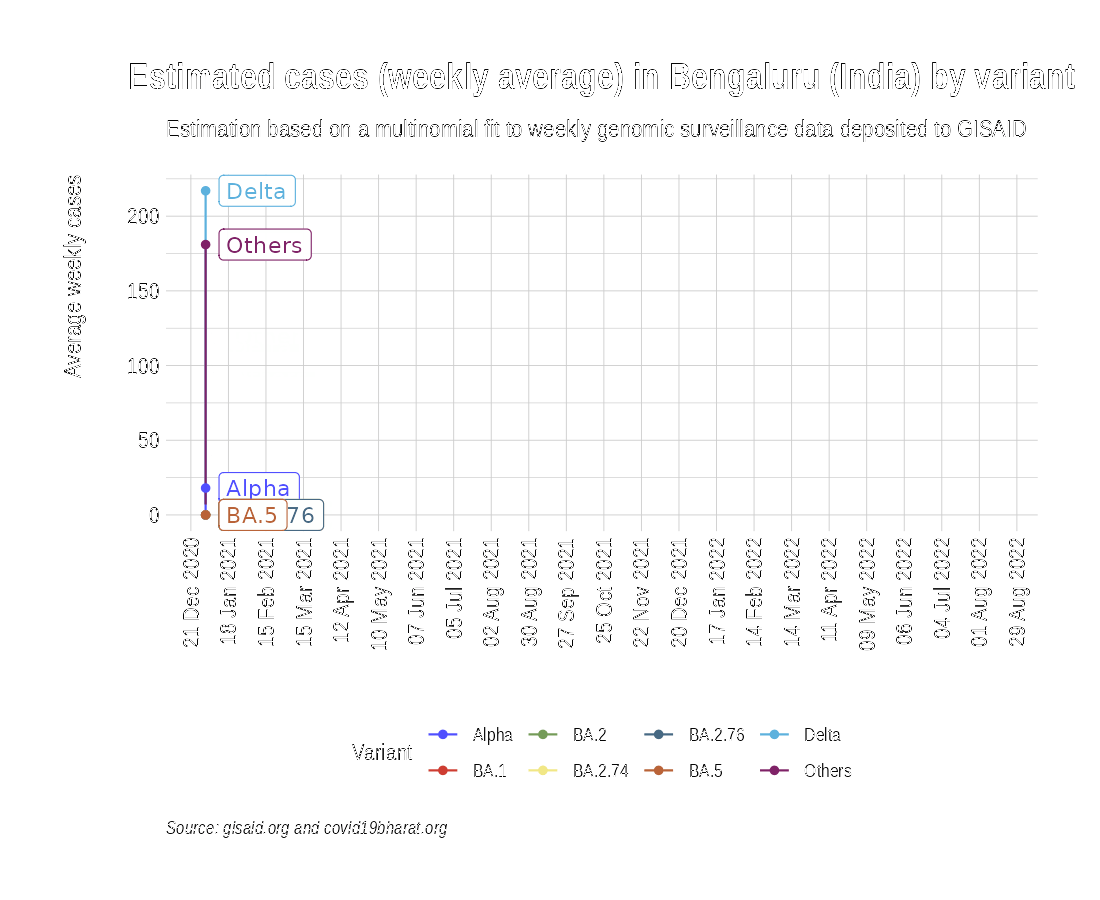 Estimated cases (weekly average) in Bengaluru (India) by variant
Estimation based on a multinomial fit to weekly genomic surveillance data deposited to GISAID
Average weekly cases
200
150
100
50
0
Delta
Others
Alpha
BA.5
76
21 Dec 2020
18 Jan 2021
15 Feb 2021
15 Mar 2021
12 Apr 2021
10 May 2021
07 Jun 2021
05 Jul 2021
02 Aug 2021
30 Aug 2021
27 Sep 2021
25 Oct 2021
22 Nov 2021
20 Dec 2021
17 Jan 2022
14 Feb 2022
14 Mar 2022
11 Apr 2022
09 May 2022
06 Jun 2022
04 Jul 2022
01 Aug 2022
29 Aug 2022
Variant
Alpha
BA.2
BA.2.76
Delta
BA.1
BA.2.74
BA.5
Others
Source: gisaid.org and covid19bharat.org